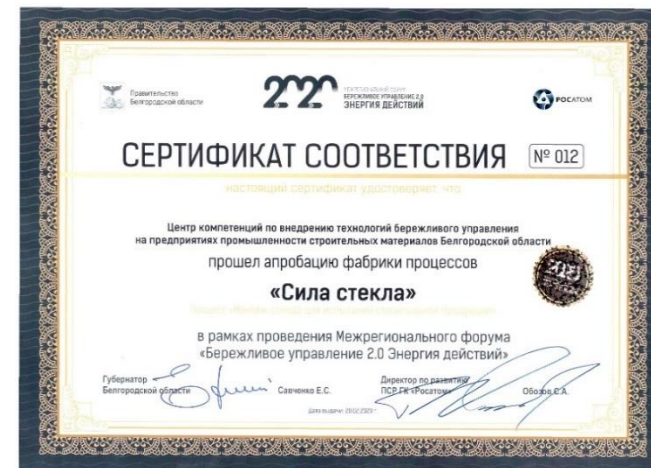 Правительство
Белгородской области
2020
БЕРЕЖЛИВОЕ УПРАВЛЕНИЕ 2.0
ЭНЕРГИЯ ДЕЙСТВИЙ
РОСАТОМ
СЕРТИФИКАТ СООТВЕТСТВИЯ
№ 012
настоящий сертификат удостоверяет, что
Центр компетенций по внедрению технологий бережливого управления
на предприятиях промышленности строительных материалов Белгородской области
прошел апробацию фабрики процессов
«Сила стекла»
в рамках проведения Межрегионального форума
«Бережливое управление 2.0 Энергия действий»
Губернатор
Белгородской области
Савченко Е.С.
Директор по развитию
ПСР ГК «Росатом»
Обозов С.А.
Дата выдачи: